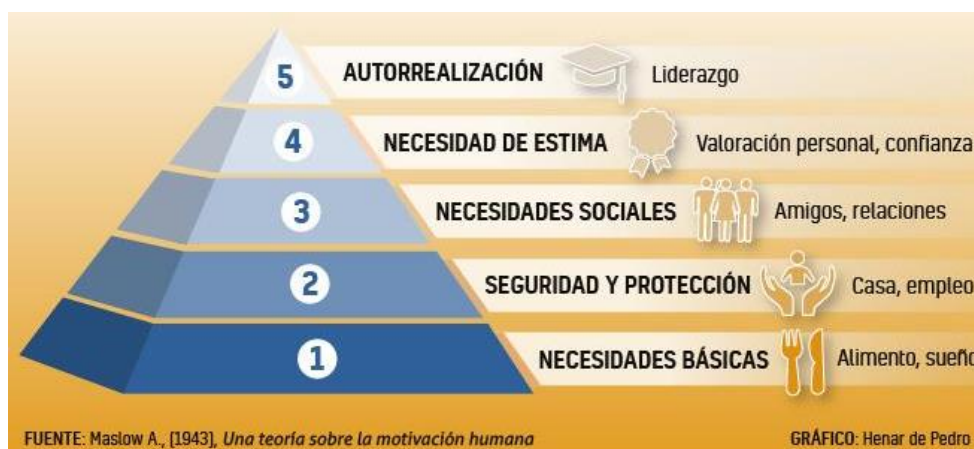 5 AUTORREALIZACIÓN Liderazgo
4 NECESIDAD DE ESTIMA Valoración personal, confianza
3 NECESIDADES SOCIALES Amigos, relaciones
2 SEGURIDAD Y PROTECCIÓN Casa, empleo
1 NECESIDADES BÁSICAS Alimento, sueño
FUENTE: Maslow A., (1943), Una teoría sobre la motivación humana GRÁFICO: Henar de Pedro